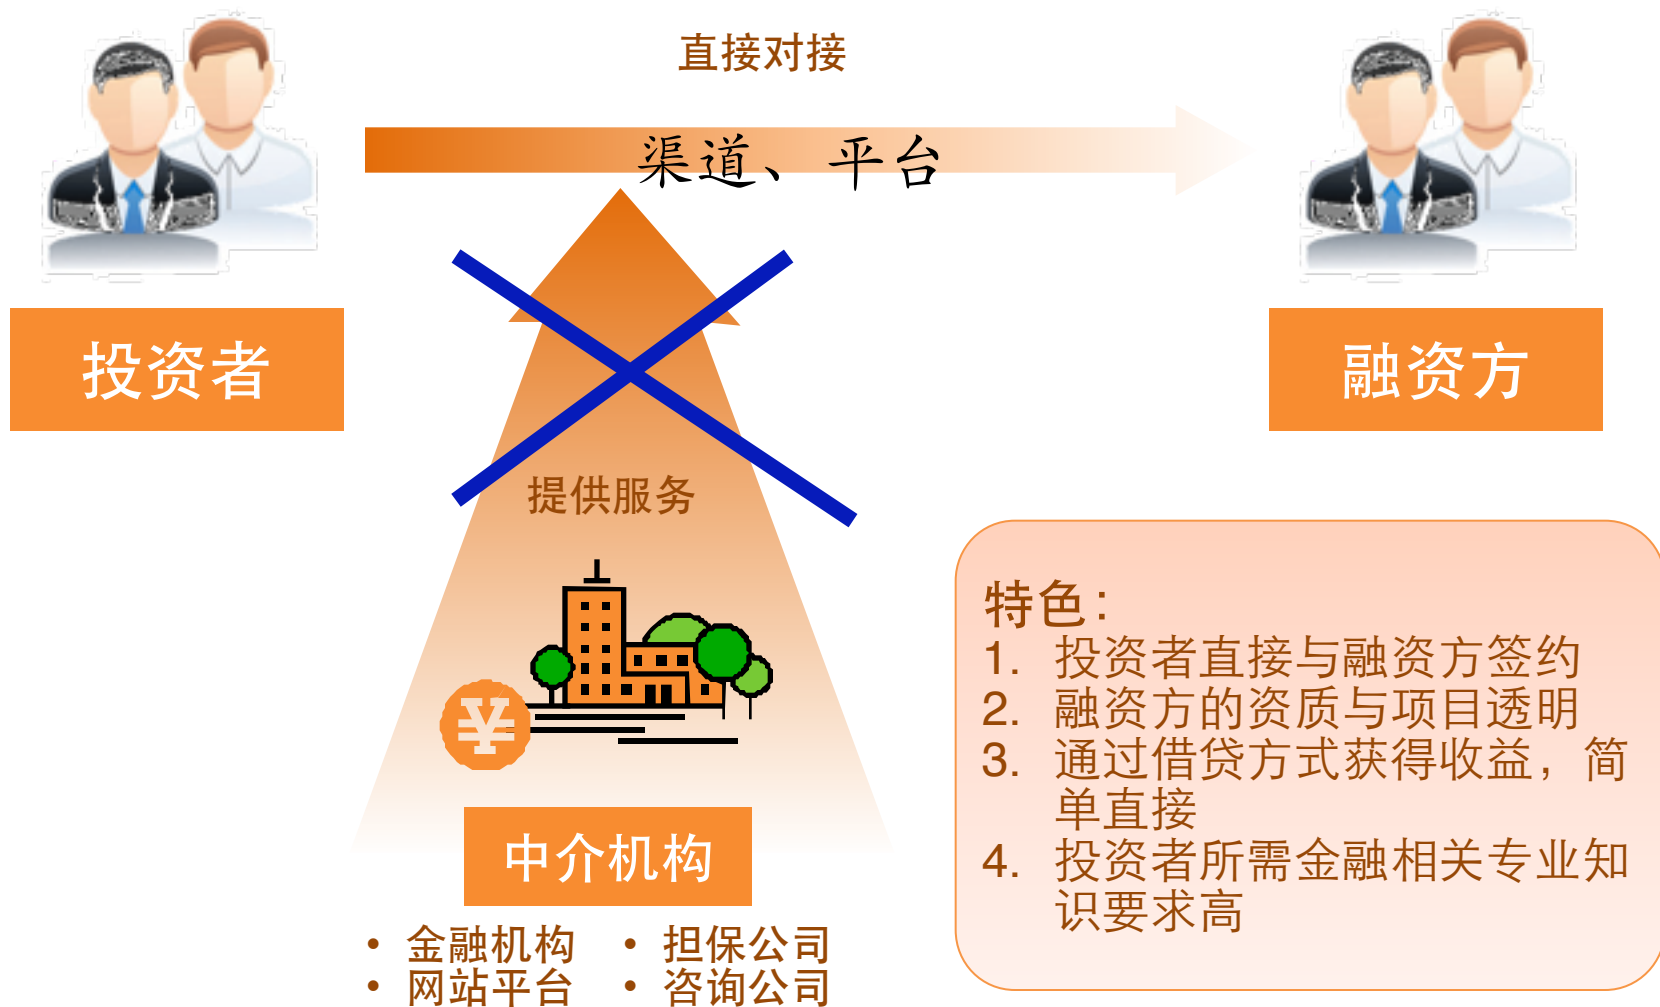 直接对接
渠道、平台
投资者
融资方
提供服务
¥
中介机构
• 金融机构 • 担保公司
• 网站平台 • 咨询公司
特色：
1. 投资者直接与融资方签约
2. 融资方的资质与项目透明
3. 通过借贷方式获得收益，简
单直接
4. 投资者所需金融相关专业知
识要求高